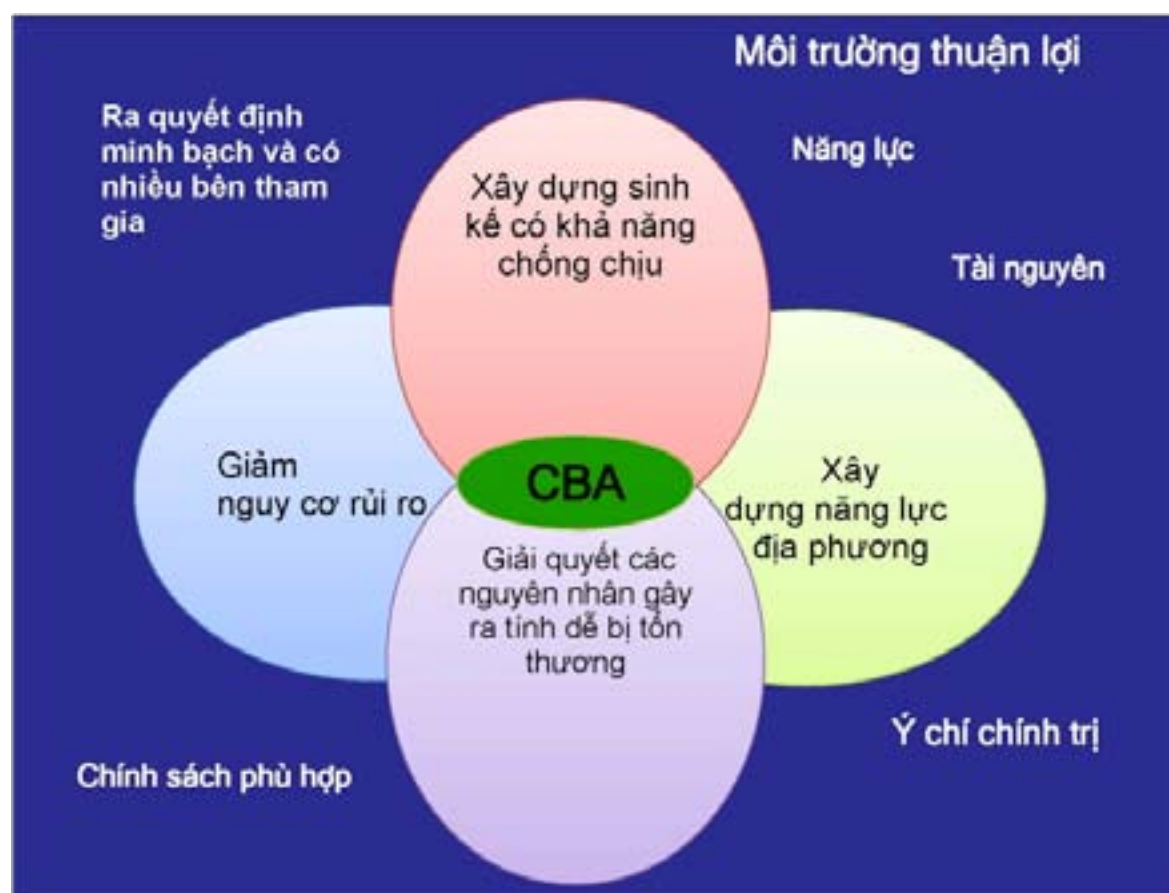 Môi trường thuận lợi
Ra quyết định
minh bạch và có
nhiều bên tham
gia
Năng lực
Xây dựng sinh
kế có khả năng
chống chịu
Tài nguyên
Giảm
nguy cơ rủi ro
CBA
Xây
dựng năng lực
địa phương
Giải quyết các
nguyên nhân gây
ra tính dễ bị tổn
thương
Ý chí chính trị
Chính sách phù hợp